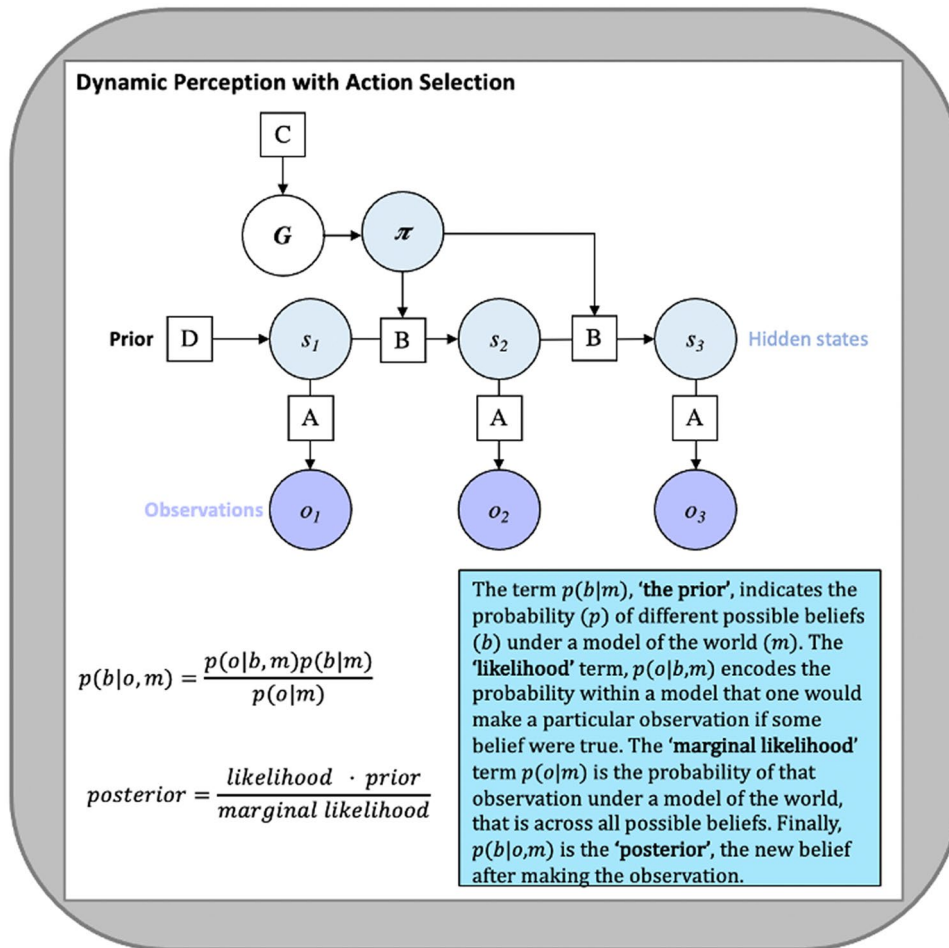 Dynamic Perception with Action Selection
C
G π
Prior D s₁ B s₂ B s₃ Hidden states
A A A
Observations o₁ o₂ o₃
p(b|o, m) = p(o|b, m)p(b|m) / p(o|m)
posterior = likelihood · prior / marginal likelihood
The term p(b|m), ‘the prior’, indicates the
probability (p) of different possible beliefs
(b) under a model of the world (m). The
‘likelihood’ term, p(o|b,m) encodes the
probability within a model that one would
make a particular observation if some
belief were true. The ‘marginal likelihood’
term p(o|m) is the probability of that
observation under a model of the world,
that is across all possible beliefs. Finally,
p(b|o,m) is the ‘posterior’, the new belief
after making the observation.